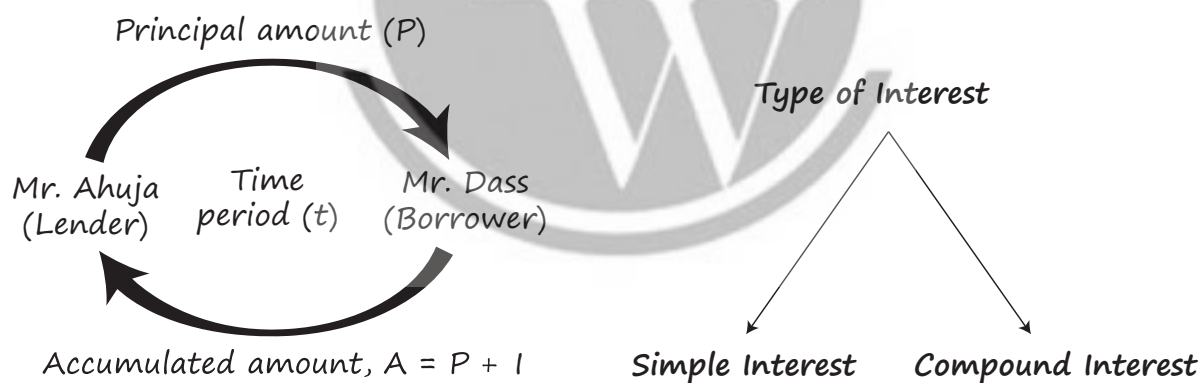 Principal amount (P)
Mr. Ahuja
(Lender)
Time
period (t)
Mr. Dass
(Borrower)
Accumulated amount, A = P + I
Type of Interest
Simple Interest
Compound Interest